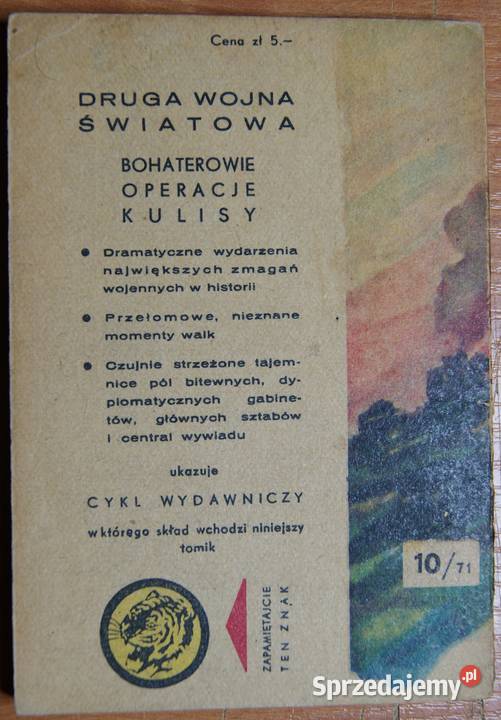 Cena zł 5.–
DRUGA WOJNA
ŚWIATOWA
BOHATEROWIE
OPERACJE
KULISY
● Dramatyczne wydarzenia
największych zmagań
wojennych w historii
● Przełomowe, nieznane
momenty walk
● Czujnie strzeżone tajem-
nice pól bitewnych, dy-
plomatycznych gabine-
tów, głównych sztabów
i central wywiadu
ukazuje
CYKL WYDAWNICZY
w którego skład wchodzi niniejszy
tomik
10/71
ZAPAMIĘTAJCIE
TEN ZNAK
Sprzedajemy.pl